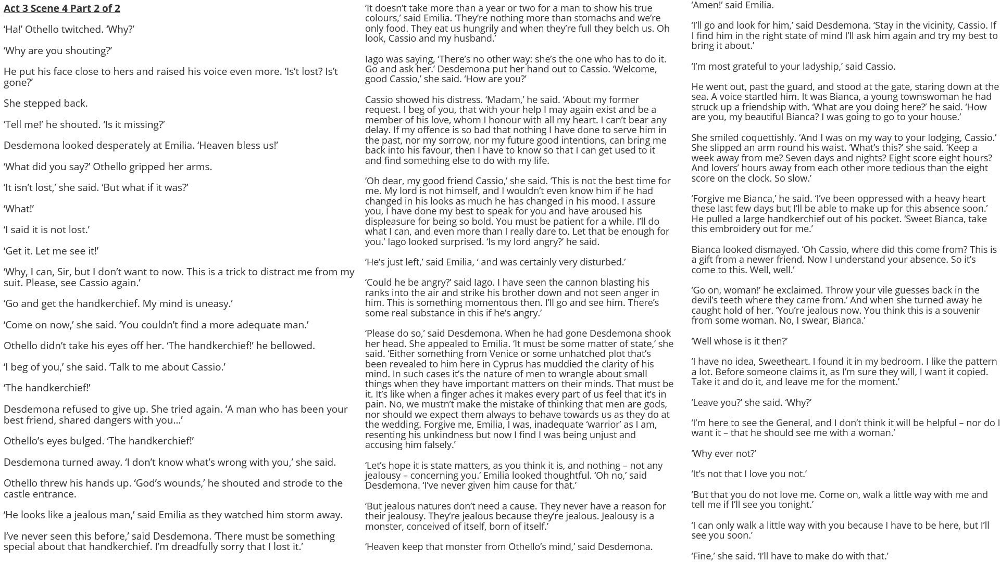 Act 3 Scene 4 Part 2 of 2
‘Ha!’ Othello twitched. ‘Why?’
‘Why are you shouting?’
He put his face close to hers and raised his voice even more. ‘Is’t lost? Is’t
gone?’
She stepped back.
‘Tell me!’ he shouted. ‘Is it missing?’
Desdemona looked desperately at Emilia. ‘Heaven bless us!’
‘What did you say?’ Othello gripped her arms.
‘It isn’t lost,’ she said. ‘But what if it was?’
‘What!’
‘I said it is not lost.’
‘Get it. Let me see it!’
‘Why, I can, Sir, but I don’t want to now. This is a trick to distract me from my
suit. Please, see Cassio again.’
‘Go and get the handkerchief. My mind is uneasy.’
‘Come on now,’ she said. ‘You couldn’t find a more adequate man.’
Othello didn’t take his eyes off her. ‘The handkerchief!’ he bellowed.
‘I beg of you,’ she said. ‘Talk to me about Cassio.’
‘The handkerchief!’
Desdemona refused to give up. She tried again. ‘A man who has been your
best friend, shared dangers with you…’
Othello’s eyes bulged. ‘The handkerchief!’
Desdemona turned away. ‘I don’t know what’s wrong with you,’ she said.
Othello threw his hands up. ‘God’s wounds,’ he shouted and strode to the
castle entrance.
‘He looks like a jealous man,’ said Emilia as they watched him storm away.
I’ve never seen this before,’ said Desdemona. ‘There must be something
special about that handkerchief. I’m dreadfully sorry that I lost it.’
‘It doesn’t take more than a year or two for a man to show his true
colours,’ said Emilia. ‘They’re nothing more than stomachs and we’re
only food. They eat us hungrily and when they’re full they belch us. Oh
look, Cassio and my husband.’
Iago was saying, ‘There’s no other way: she’s the one who has to do it.
Go and ask her.’ Desdemona put her hand out to Cassio. ‘Welcome,
good Cassio,’ she said. ‘How are you?’
Cassio showed his distress. ‘Madam,’ he said. ‘About my former
request. I beg of you, that with your help I may again exist and be a
member of his love, whom I honour with all my heart. I can’t bear any
delay. If my offence is so bad that nothing I have done to serve him in
the past, nor my sorrow, nor my future good intentions, can bring me
back into his favour, then I have to know so that I can get used to it
and find something else to do with my life.
‘Oh dear, my good friend Cassio,’ she said. ‘This is not the best time for
me. My lord is not himself, and I wouldn’t even know him if he had
changed in his looks as much he has changed in his mood. I assure
you, I have done my best to speak for you and have aroused his
displeasure for being so bold. You must be patient for a while. I’ll do
what I can, and even more than I really dare to. Let that be enough for
you.’ Iago looked surprised. ‘Is my lord angry?’ he said.
‘He’s just left,’ said Emilia, ‘ and was certainly very disturbed.’
‘Could he be angry?’ said Iago. I have seen the cannon blasting his
ranks into the air and strike his brother down and not seen anger in
him. This is something momentous then. I’ll go and see him. There’s
some real substance in this if he’s angry.’
‘Please do so,’ said Desdemona. When he had gone Desdemona shook
her head. She appealed to Emilia. ‘It must be some matter of state,’ she
said. ‘Either something from Venice or some unhatched plot that’s
been revealed to him here in Cyprus has muddied the clarity of his
mind. In such cases it’s the nature of men to wrangle about small
things when they have important matters on their minds. That must be
it. It’s like when a finger aches it makes every part of us feel that it’s in
pain. No, we mustn’t make the mistake of thinking that men are gods,
nor should we expect them always to behave towards us as they do at
the wedding. Forgive me, Emilia, I was, inadequate ‘warrior’ as I am,
resenting his unkindness but now I find I was being unjust and
accusing him falsely.’
‘Let’s hope it is state matters, as you think it is, and nothing – not any
jealousy – concerning you.’ Emilia looked thoughtful. ‘Oh no,’ said
Desdemona. ‘I’ve never given him cause for that.’
‘But jealous natures don’t need a cause. They never have a reason for
their jealousy. They’re jealous because they’re jealous. Jealousy is a
monster, conceived of itself, born of itself.’
‘Heaven keep that monster from Othello’s mind,’ said Desdemona.
‘Amen!’ said Emilia.
‘I’ll go and look for him,’ said Desdemona. ‘Stay in the vicinity, Cassio. If
I find him in the right state of mind I’ll ask him again and try my best to
bring it about.’
‘I’m most grateful to your ladyship,’ said Cassio.
He went out, past the guard, and stood at the gate, staring down at the
sea. A voice startled him. It was Bianca, a young townswoman he had
struck up a friendship with. ‘What are you doing here?’ he said. ‘How
are you, my beautiful Bianca? I was going to go to your house.’
She smiled coquettishly. ‘And I was on my way to your lodging, Cassio.’
She slipped an arm round his waist. ‘What’s this?’ she said. ‘Keep a
week away from me? Seven days and nights? Eight score eight hours?
And lovers’ hours away from each other more tedious than the eight
score on the clock. So slow.’
‘Forgive me Bianca,’ he said. ‘I’ve been oppressed with a heavy heart
these last few days but I’ll be able to make up for this absence soon.’
He pulled a large handkerchief out of his pocket. ‘Sweet Bianca, take
this embroidery out for me.’
Bianca looked dismayed. ‘Oh Cassio, where did this come from? This is
a gift from a newer friend. Now I understand your absence. So it’s
come to this. Well, well.’
‘Go on, woman!’ he exclaimed. Throw your vile guesses back in the
devil’s teeth where they came from.’ And when she turned away he
caught hold of her. ‘You’re jealous now. You think this is a souvenir
from some woman. No, I swear, Bianca.’
‘Well whose is it then?’
‘I have no idea, Sweetheart. I found it in my bedroom. I like the pattern
a lot. Before someone claims it, as I’m sure they will, I want it copied.
Take it and do it, and leave me for the moment.’
‘Leave you?’ she said. ‘Why?’
‘I’m here to see the General, and I don’t think it will be helpful – nor do I
want it – that he should see me with a woman.’
‘Why ever not?’
‘It’s not that I love you not.’
‘But that you do not love me. Come on, walk a little way with me and
tell me if I’ll see you tonight.’
‘I can only walk a little way with you because I have to be here, but I’ll
see you soon.’
‘Fine,’ she said. ‘I’ll have to make do with that.’